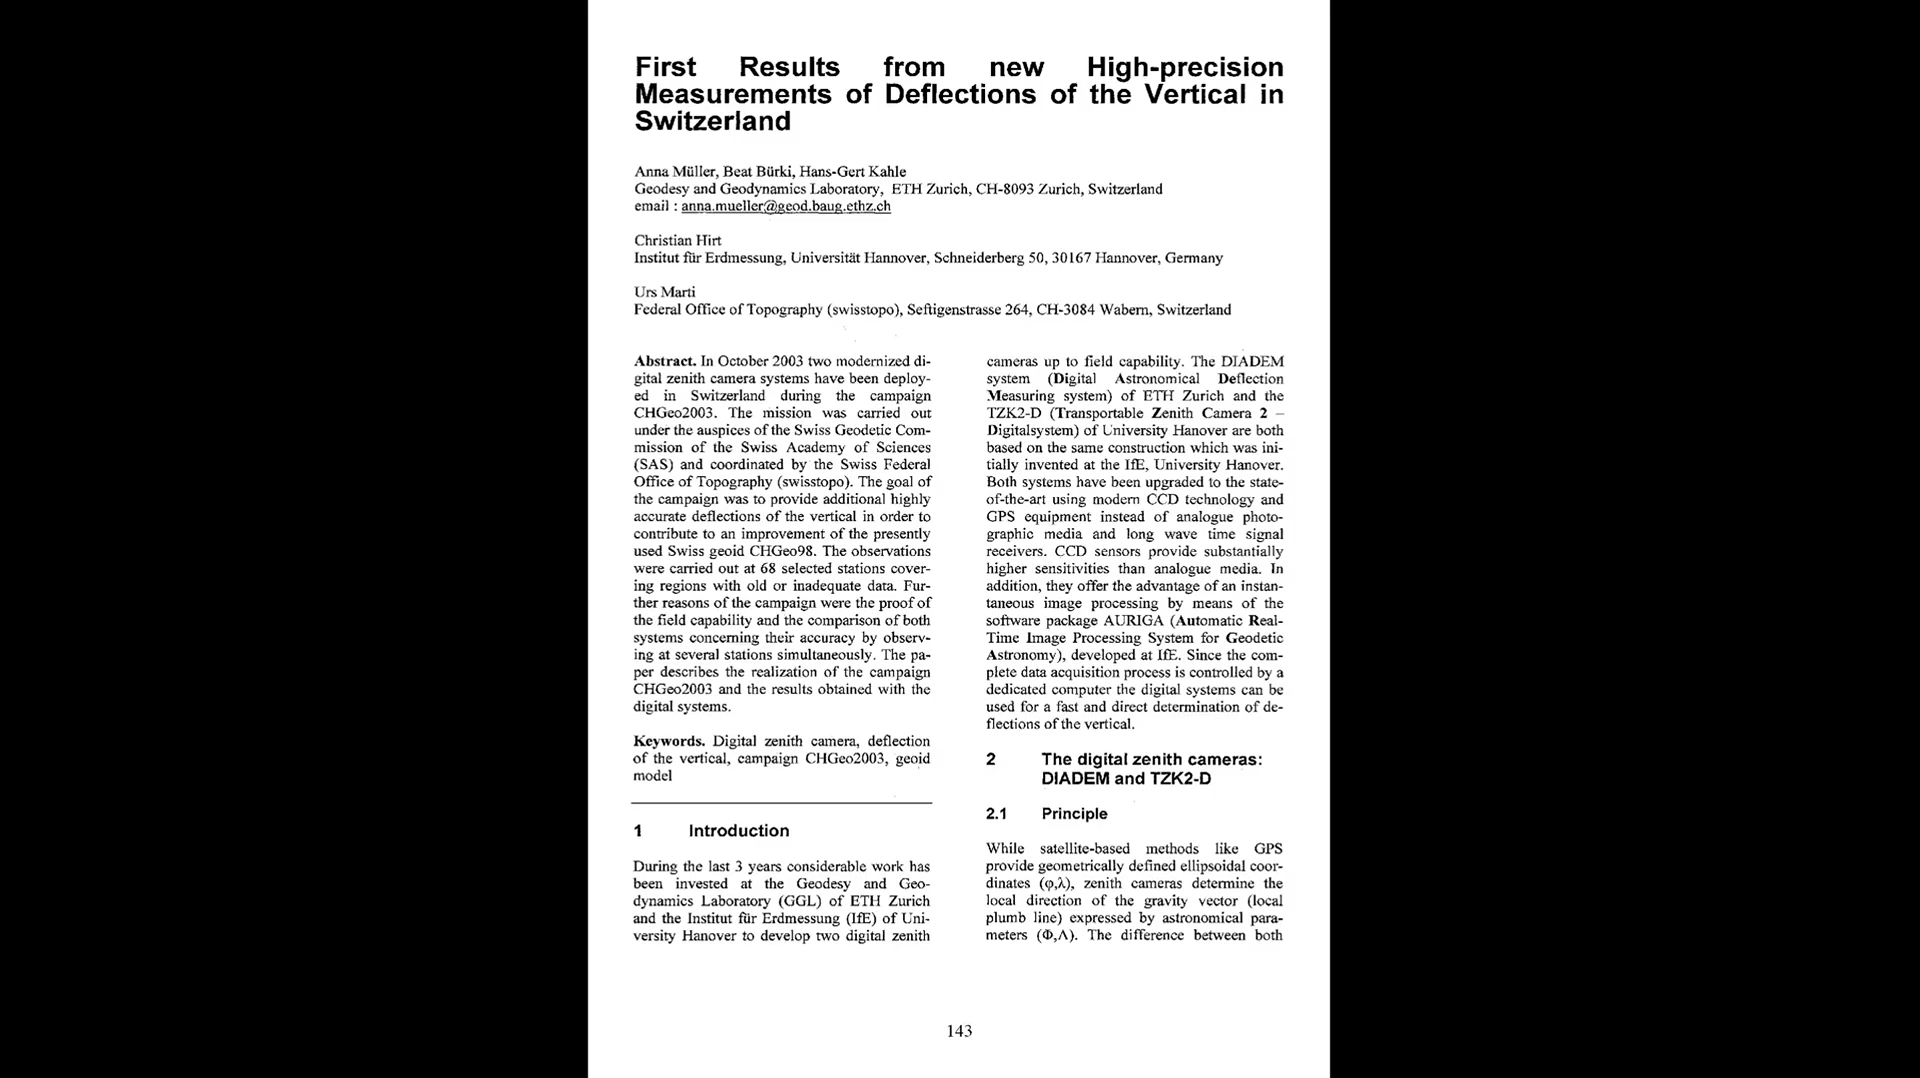 First Results from new High-precision
Measurements of Deflections of the Vertical in
Switzerland
Anna Müller, Beat Bürki, Hans-Gert Kahle
Geodesy and Geodynamics Laboratory, ETH Zurich, CH-8093 Zurich, Switzerland
email : anna.mueller@geod.baug.ethz.ch
Christian Hirt
Institut für Erdmessung, Universität Hannover, Schneiderberg 50, 30167 Hannover, Germany
Urs Marti
Federal Office of Topography (swisstopo), Seftigenstrasse 264, CH-3084 Wabern, Switzerland
Abstract. In October 2003 two modernized di-
gital zenith camera systems have been deploy-
ed in Switzerland during the campaign
CHGeo2003. The mission was carried out
under the auspices of the Swiss Geodetic Com-
mission of the Swiss Academy of Sciences
(SAS) and coordinated by the Swiss Federal
Office of Topography (swisstopo). The goal of
the campaign was to provide additional highly
accurate deflections of the vertical in order to
contribute to an improvement of the presently
used Swiss geoid CHGeo98. The observations
were carried out at 68 selected stations cover-
ing regions with old or inadequate data. Fur-
ther reasons of the campaign were the proof of
the field capability and the comparison of both
systems concerning their accuracy by observ-
ing at several stations simultaneously. The pa-
per describes the realization of the campaign
CHGeo2003 and the results obtained with the
digital systems.
Keywords. Digital zenith camera, deflection
of the vertical, campaign CHGeo2003, geoid
model
1 Introduction
During the last 3 years considerable work has
been invested at the Geodesy and Geo-
dynamics Laboratory (GGL) of ETH Zurich
and the Institut für Erdmessung (IfE) of Uni-
versity Hanover to develop two digital zenith
cameras up to field capability. The DIADEM
system (Digital Astronomical Deflection
Measuring system) of ETH Zurich and the
TZK2-D (Transportable Zenith Camera 2 –
Digitalsystem) of University Hanover are both
based on the same construction which was ini-
tially invented at the IfE, University Hanover.
Both systems have been upgraded to the state-
of-the-art using modern CCD technology and
GPS equipment instead of analogue photo-
graphic media and long wave time signal
receivers. CCD sensors provide substantially
higher sensitivities than analogue media. In
addition, they offer the advantage of an instan-
taneous image processing by means of the
software package AURIGA (Automatic Real-
Time Image Processing System for Geodetic
Astronomy), developed at IfE. Since the com-
plete data acquisition process is controlled by a
dedicated computer the digital systems can be
used for a fast and direct determination of de-
flections of the vertical.
2 The digital zenith cameras:
DIADEM and TZK2-D
2.1 Principle
While satellite-based methods like GPS
provide geometrically defined ellipsoidal coor-
dinates (φ,λ), zenith cameras determine the
local direction of the gravity vector (local
plumb line) expressed by astronomical para-
meters (Φ,Λ). The difference between both
143